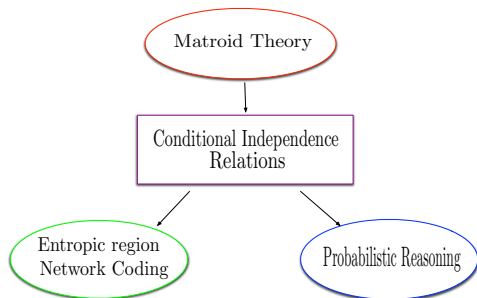 Matroid Theory
Conditional Independence
Relations
Entropic region
Network Coding
Probabilistic Reasoning